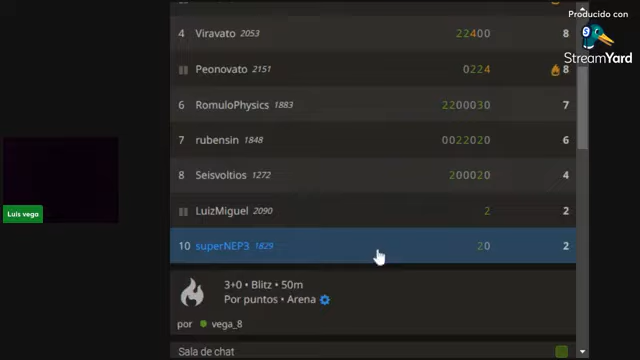 Producido con
StreamYard
4 Viravato 2053 22400 8
Peonovato 2151 0224 8
6 RomuloPhysics 1883 2200030 7
7 rubensin 1848 0022020 6
8 Seisvoltios 1272 200020 4
LuizMiguel 2090 2 2
10 superNEP3 1829 20 2
Luis vega
3+0 • Blitz • 50m
Por puntos • Arena
por vega_8
Sala de chat